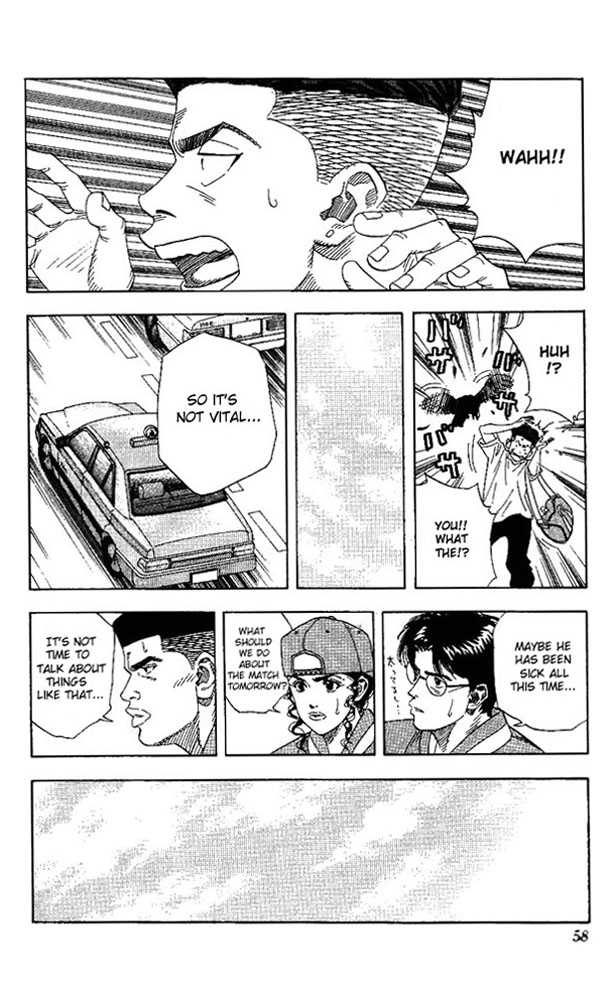 WAHH!!
HUH
!?
YOU!!
WHAT
THE!?
SO IT'S
NOT VITAL...
MAYBE HE
HAS BEEN
SICK ALL
THIS TIME...
WHAT
SHOULD
WE DO
ABOUT
THE MATCH
TOMORROW?
IT'S NOT
TIME TO
TALK ABOUT
THINGS
LIKE THAT...
58